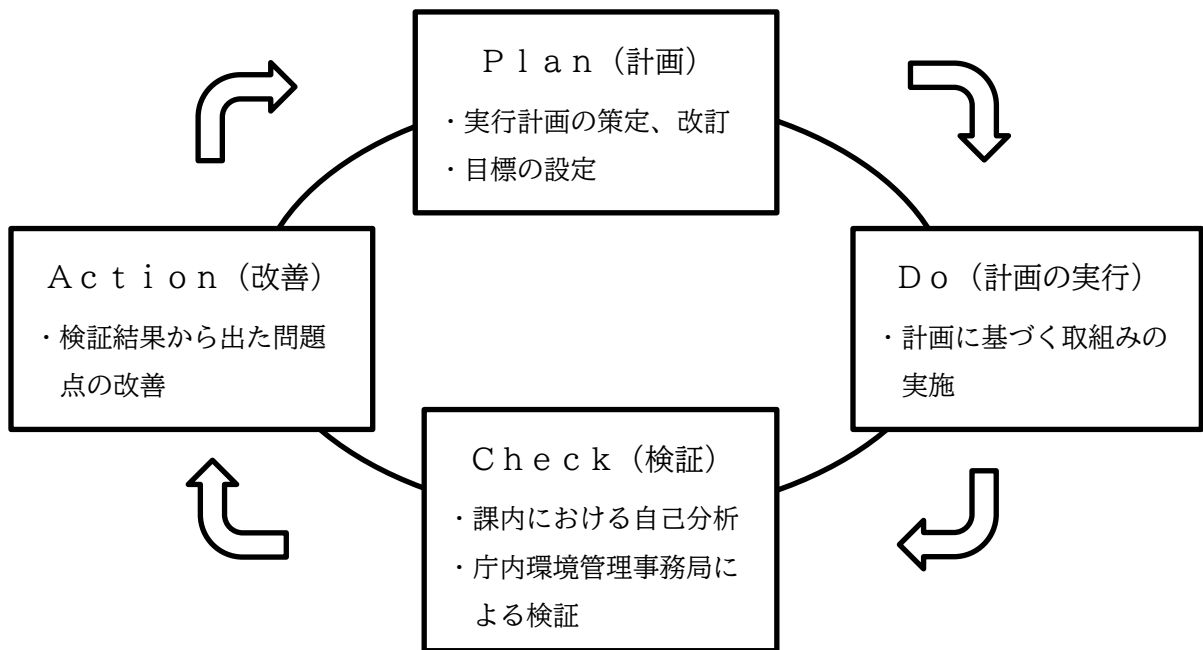 Ｐｌａｎ（計画）
・実行計画の策定、改訂
・目標の設定
Ａｃｔｉｏｎ（改善）
・検証結果から出た問題
点の改善
Ｄｏ（計画の実行）
・計画に基づく取組みの
実施
Ｃｈｅｃｋ（検証）
・課内における自己分析
・庁内環境管理事務局に
よる検証